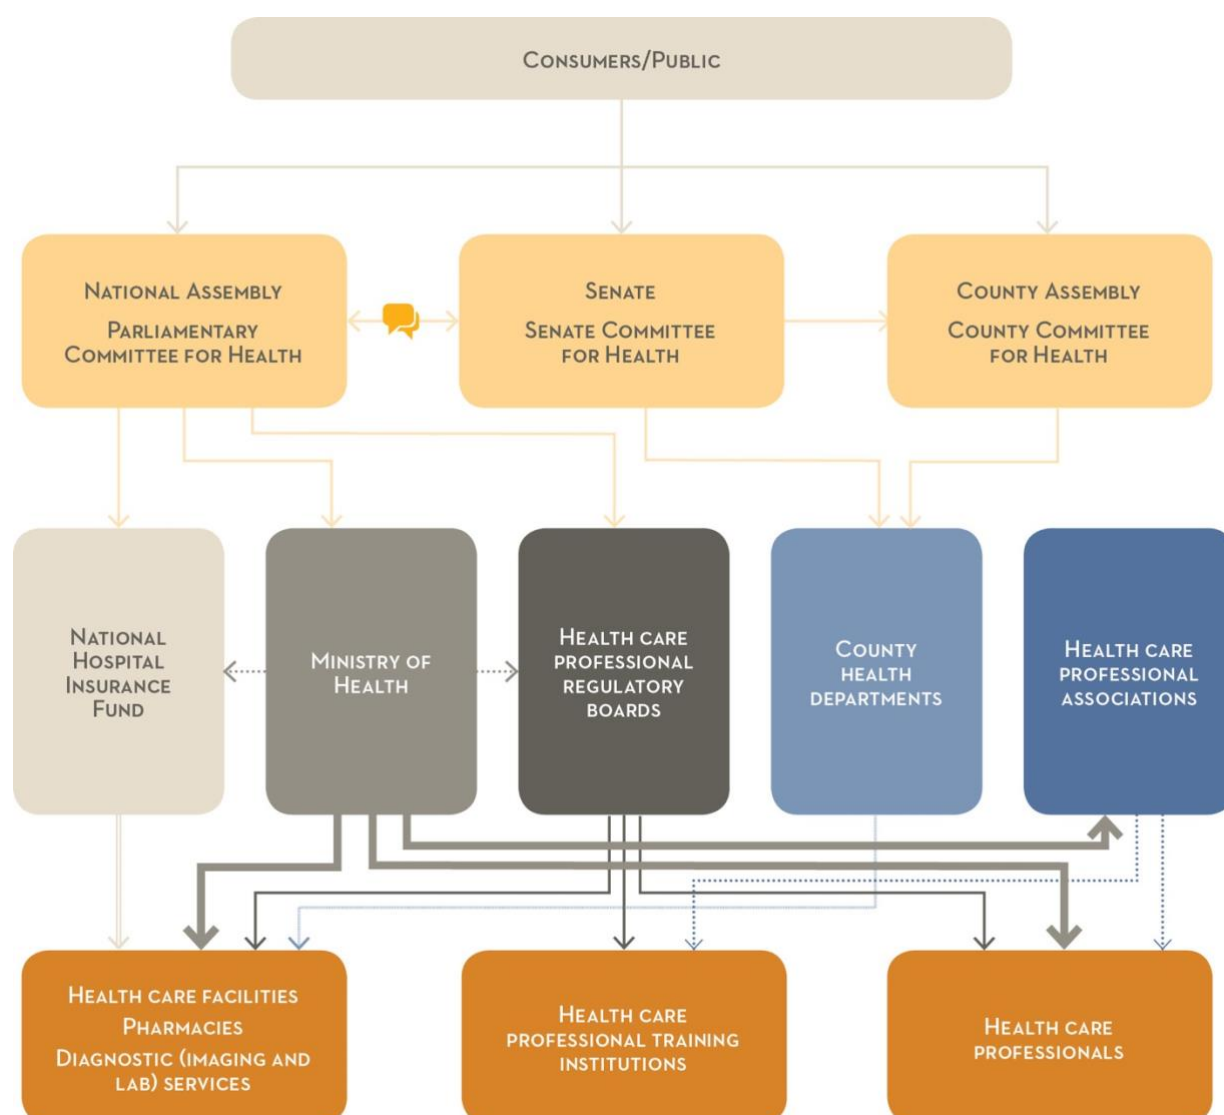 Consumers/Public
National Assembly
Parliamentary
Committee for Health
Senate
Senate Committee
for Health
County Assembly
County Committee
for Health
National
Hospital
Insurance
Fund
Ministry of
Health
Health care
professional
regulatory
boards
County
health
departments
Health care
professional
associations
Health care facilities
Pharmacies
Diagnostic (imaging and
lab) services
Health care
professional training
institutions
Health care
professionals